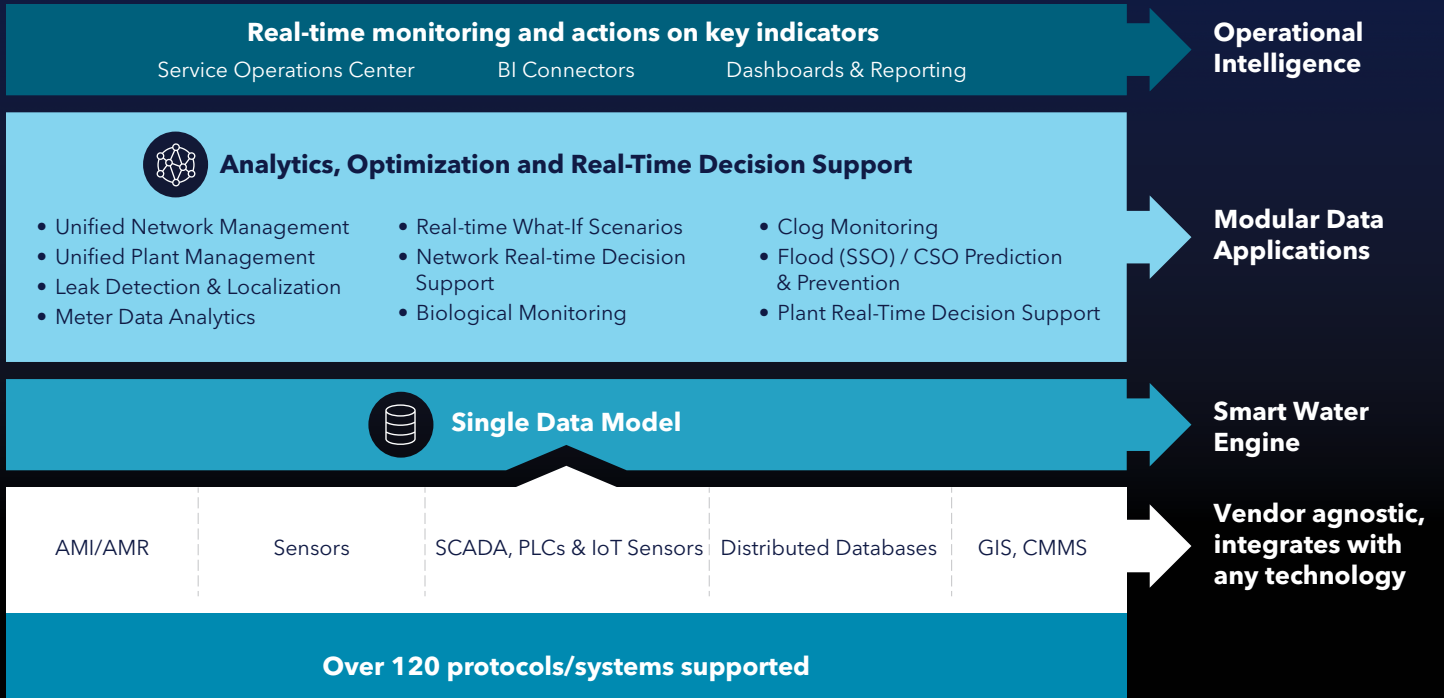 Real-time monitoring and actions on key indicators
Service Operations Center
BI Connectors
Dashboards & Reporting
Operational
Intelligence
Analytics, Optimization and Real-Time Decision Support
• Unified Network Management
• Unified Plant Management
• Leak Detection & Localization
• Meter Data Analytics
• Real-time What-If Scenarios
• Network Real-time Decision
Support
• Biological Monitoring
• Clog Monitoring
• Flood (SSO) / CSO Prediction
& Prevention
• Plant Real-Time Decision Support
Modular Data
Applications
Single Data Model
Smart Water
Engine
AMI/AMR
Sensors
SCADA, PLCs & IoT Sensors
Distributed Databases
GIS, CMMS
Vendor agnostic,
integrates with
any technology
Over 120 protocols/systems supported